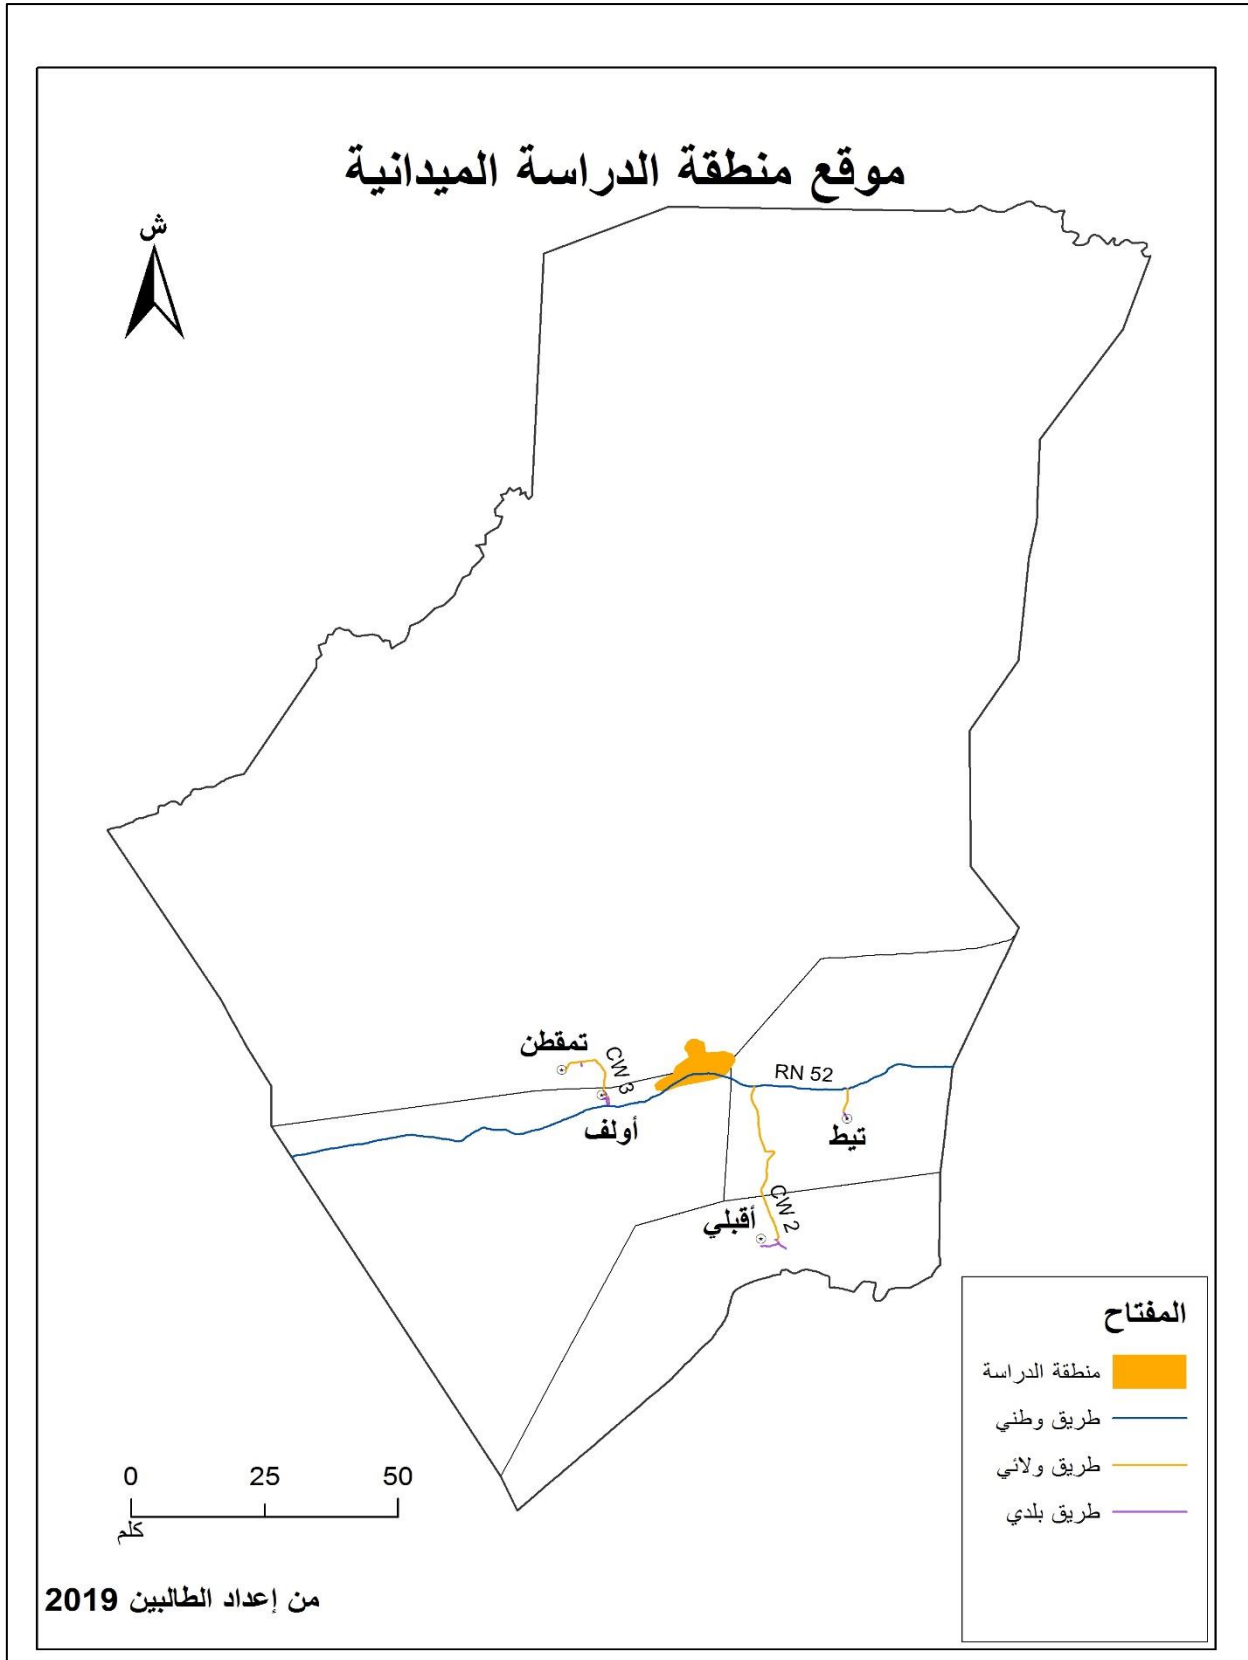 موقع منطقة الدراسة الميدانية
ش
تمقطن
CW 3
RN 52
أولف
تيط
أقبلي
CW 2
المفتاح
منطقة الدراسة
طريق وطني
طريق ولائي
طريق بلدي
0 25 50
كلم
من إعداد الطالبين 2019